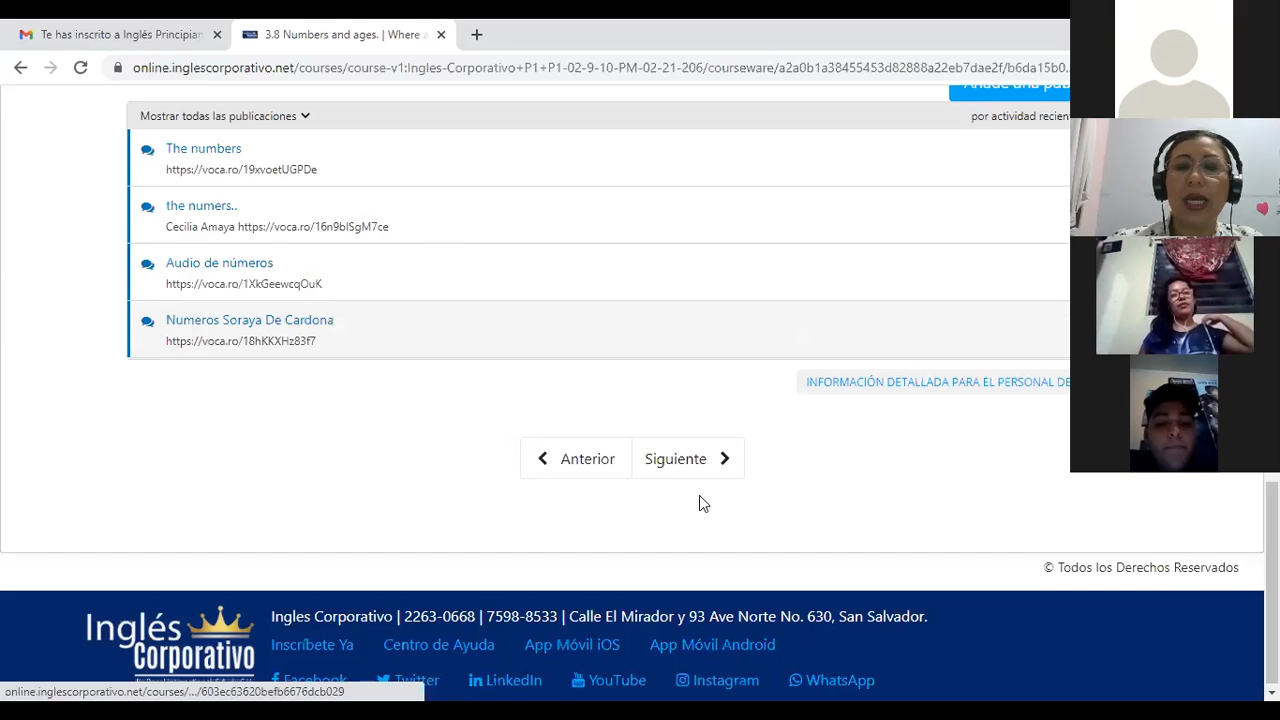 Te has inscrito a Inglés Principian
3.8 Numbers and ages. | Where a
online.inglescorporativo.net/courses/course-v1:Ingles-Corporativo+P1+P1-02-9-10-PM-02-21-206/courseware/a2a0b1a38455453d82888a22eb7dae2f/b6da15b0...
Añade una pub
Mostrar todas las publicaciones
por actividad recien
The numbers
https://voca.ro/19xvoetUGPDe
the numers..
Cecilia Amaya https://voca.ro/16n9blSgM7ce
Audio de números
https://voca.ro/1XkGeewcqOuK
Numeros Soraya De Cardona
https://voca.ro/18hKKXHz83f7
INFORMACIÓN DETALLADA PARA EL PERSONAL DE
Anterior
Siguiente
© Todos los Derechos Reservados
Inglés Corporativo
Ingles Corporativo | 2263-0668 | 7598-8533 | Calle El Mirador y 93 Ave Norte No. 630, San Salvador.
Inscríbete Ya Centro de Ayuda App Móvil iOS App Móvil Android
Facebook Twitter LinkedIn YouTube Instagram WhatsApp
online.inglescorporativo.net/courses/.../603ec63620befb6676dcb029